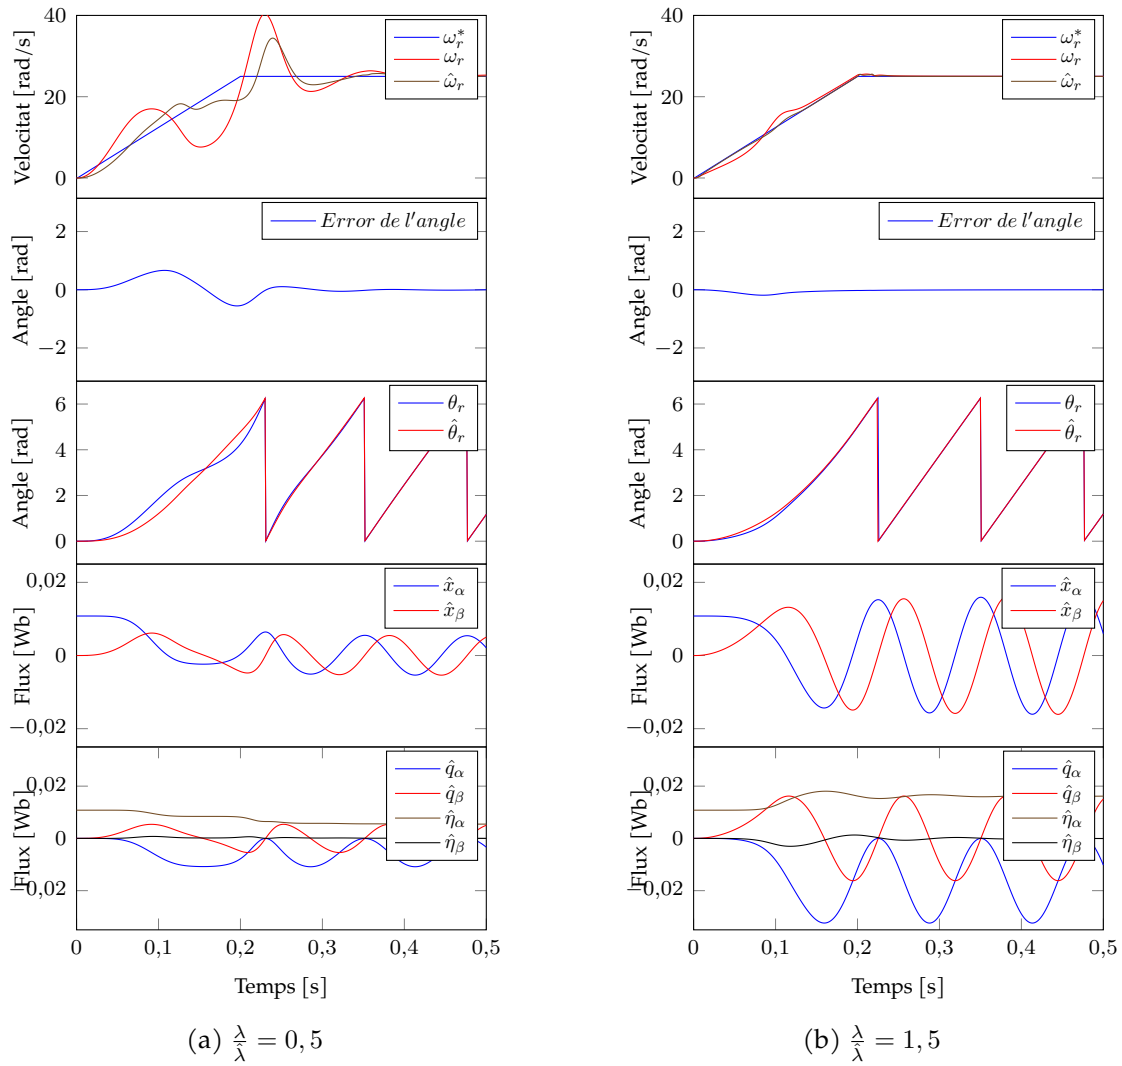 40
20
0
Velocitat [rad/s]
ω*r
ωr
ω̂r
2
0
−2
Angle [rad]
Error de l'angle
6
4
2
0
Angle [rad]
θr
θ̂r
0,02
0
−0,02
Flux [Wb]
x̂α
x̂β
0,02
0
−0,02
Flux [Wb]
q̂α
q̂β
η̂α
η̂β
0 0,1 0,2 0,3 0,4 0,5
Temps [s]
(a) λ/λ̂ = 0, 5
40
20
0
Velocitat [rad/s]
ω*r
ωr
ω̂r
2
0
−2
Angle [rad]
Error de l'angle
6
4
2
0
Angle [rad]
θr
θ̂r
0,02
0
−0,02
Flux [Wb]
x̂α
x̂β
0,02
0
−0,02
Flux [Wb]
q̂α
q̂β
η̂α
η̂β
0 0,1 0,2 0,3 0,4 0,5
Temps [s]
(b) λ/λ̂ = 1, 5